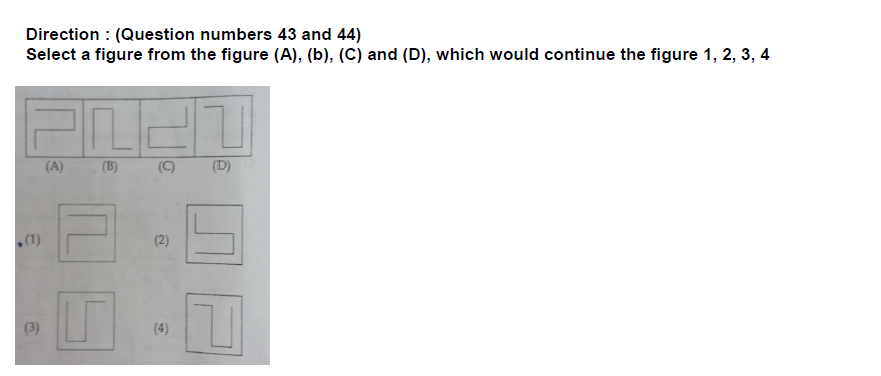 Direction : (Question numbers 43 and 44)
Select a figure from the figure (A), (b), (C) and (D), which would continue the figure 1, 2, 3, 4
(A) (B) (C) (D)
(1) (2)
(3) (4)